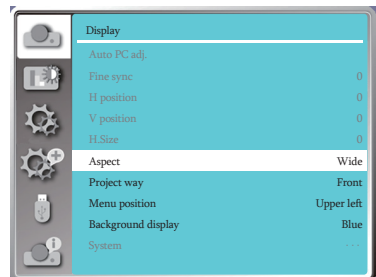 Display
Auto PC adj.
Fine sync 0
H position 0
V position 0
H.Size 0
Aspect Wide
Project way Front
Menu position Upper left
Background display Blue
System ...